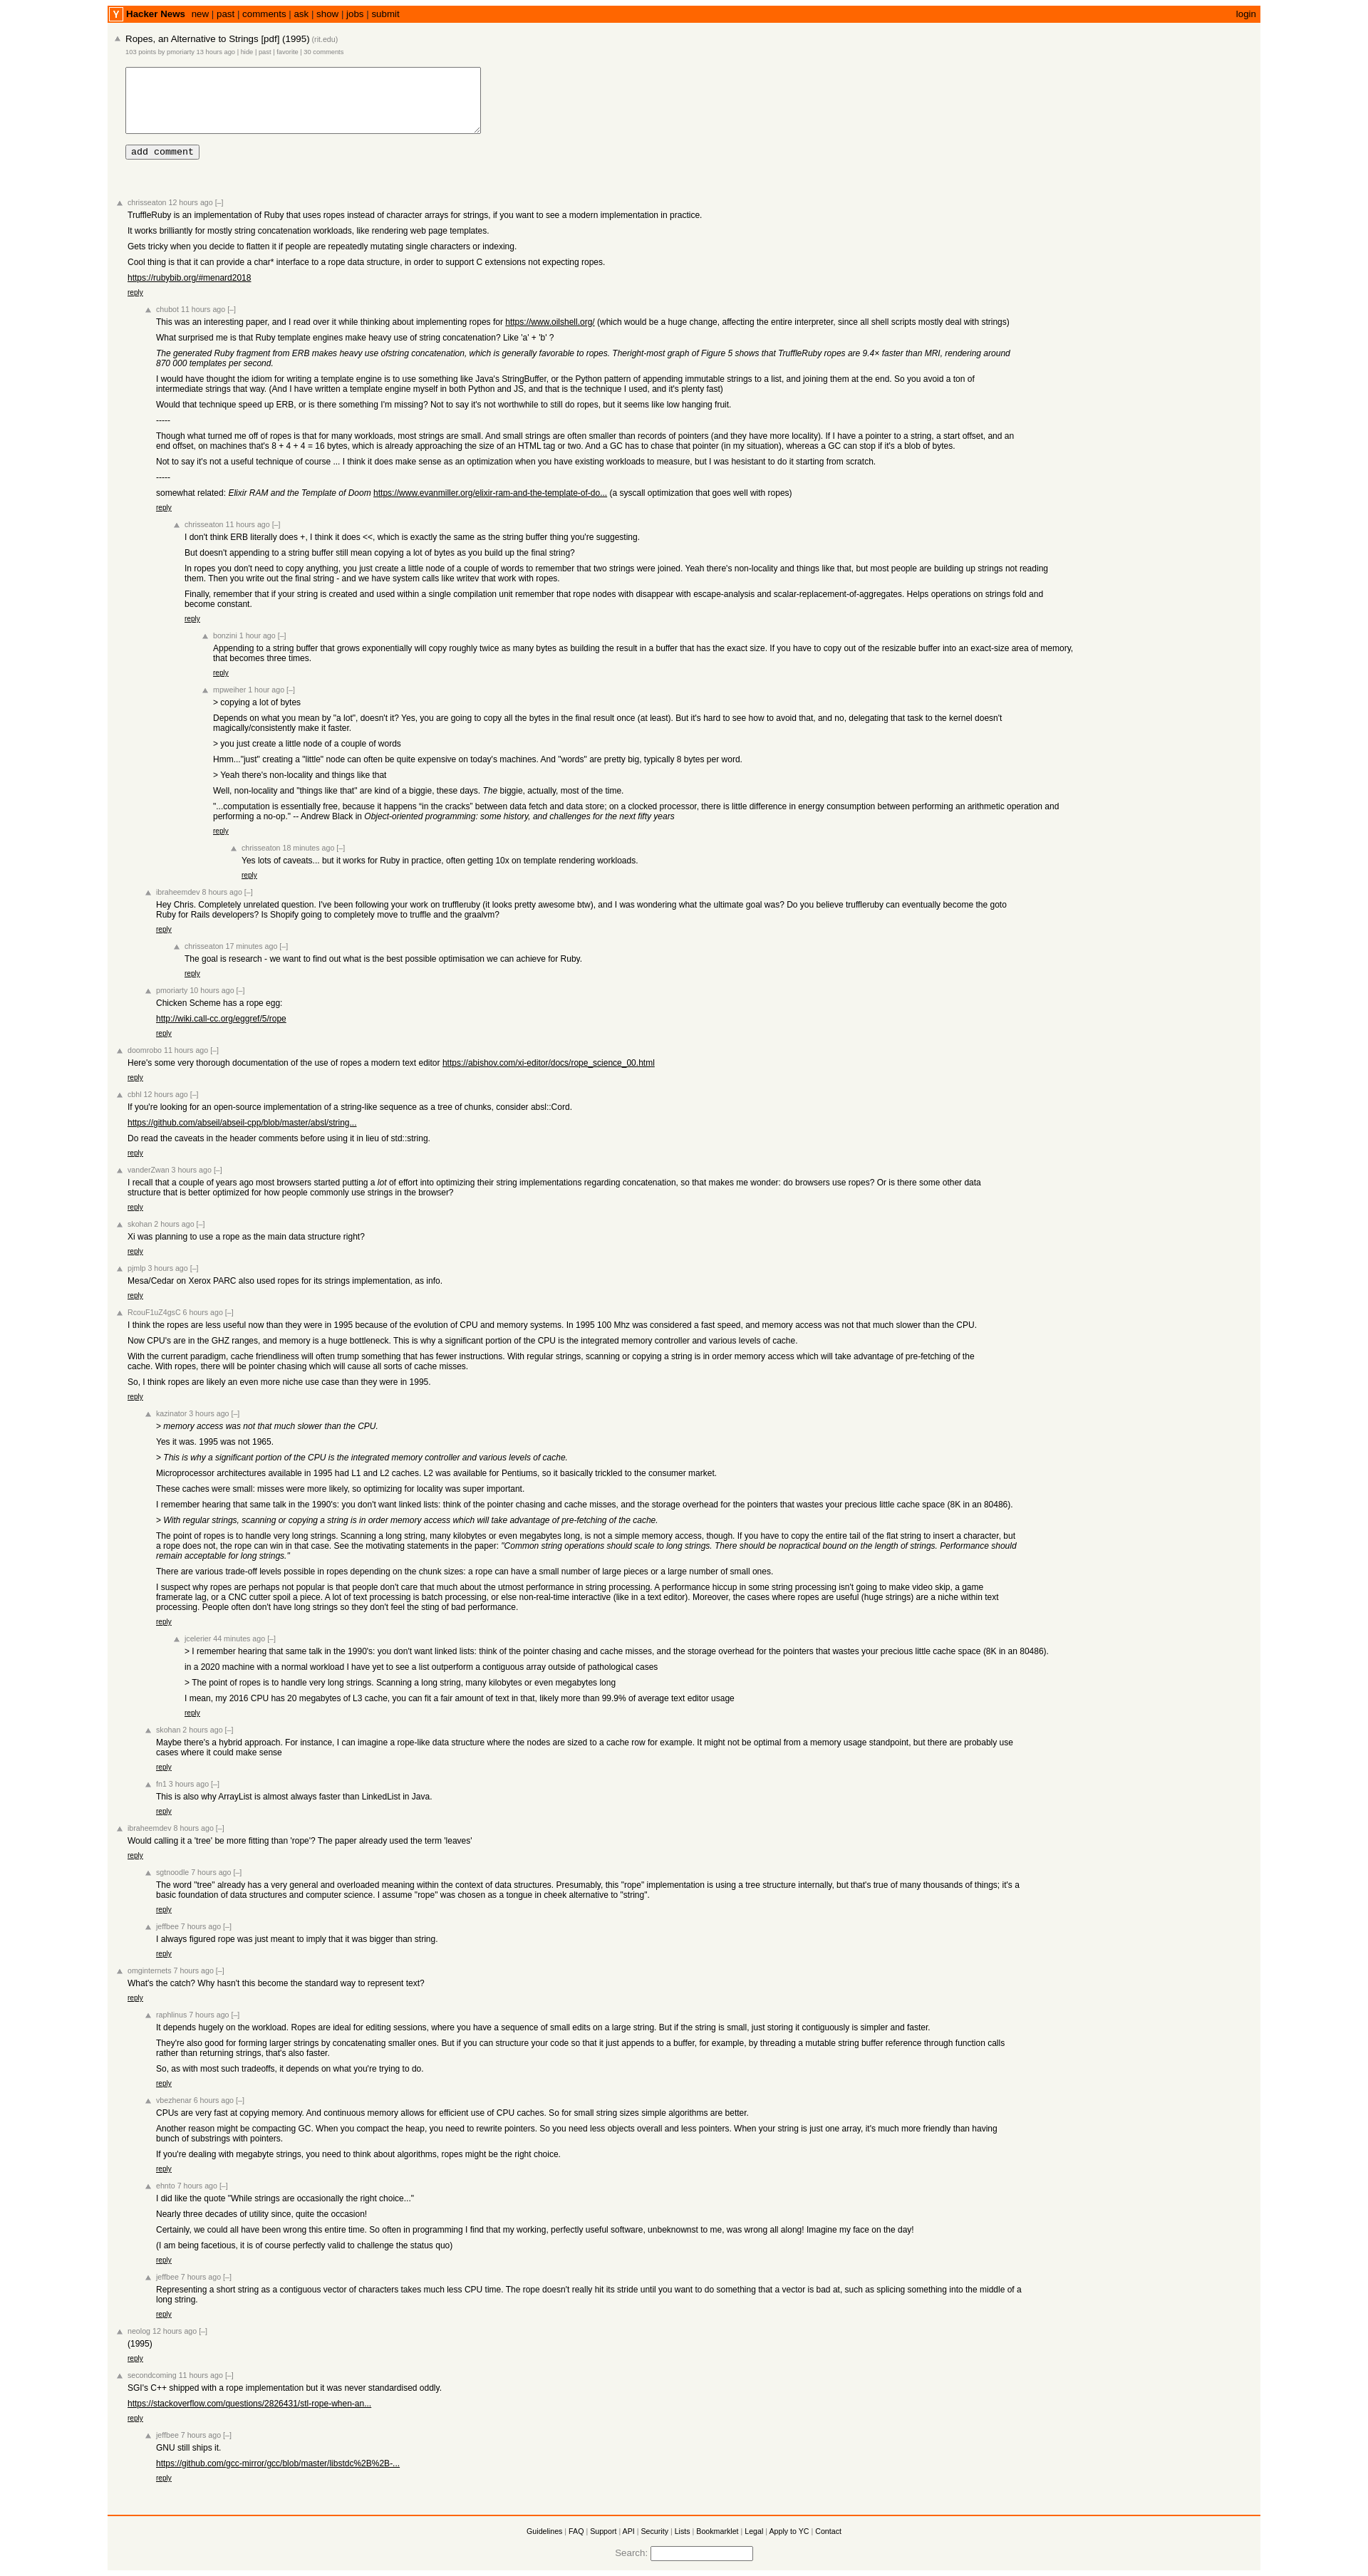 Y Hacker News new | past | comments | ask | show | jobs | submit login
Ropes, an Alternative to Strings [pdf] (1995) (rit.edu)
103 points by pmoriarty 13 hours ago | hide | past | favorite | 30 comments
add comment
chrisseaton 12 hours ago [–]
TruffleRuby is an implementation of Ruby that uses ropes instead of character arrays for strings, if you want to see a modern implementation in practice.
It works brilliantly for mostly string concatenation workloads, like rendering web page templates.
Gets tricky when you decide to flatten it if people are repeatedly mutating single characters or indexing.
Cool thing is that it can provide a char* interface to a rope data structure, in order to support C extensions not expecting ropes.
https://rubybib.org/#menard2018
reply
chubot 11 hours ago [–]
This was an interesting paper, and I read over it while thinking about implementing ropes for https://www.oilshell.org/ (which would be a huge change, affecting the entire interpreter, since all shell scripts mostly deal with strings)
What surprised me is that Ruby template engines make heavy use of string concatenation? Like 'a' + 'b' ?
The generated Ruby fragment from ERB makes heavy use ofstring concatenation, which is generally favorable to ropes. Theright-most graph of Figure 5 shows that TruffleRuby ropes are 9.4× faster than MRI, rendering around
870 000 templates per second.
I would have thought the idiom for writing a template engine is to use something like Java's StringBuffer, or the Python pattern of appending immutable strings to a list, and joining them at the end. So you avoid a ton of
intermediate strings that way. (And I have written a template engine myself in both Python and JS, and that is the technique I used, and it's plenty fast)
Would that technique speed up ERB, or is there something I'm missing? Not to say it's not worthwhile to still do ropes, but it seems like low hanging fruit.
-----
Though what turned me off of ropes is that for many workloads, most strings are small. And small strings are often smaller than records of pointers (and they have more locality). If I have a pointer to a string, a start offset, and an
end offset, on machines that's 8 + 4 + 4 = 16 bytes, which is already approaching the size of an HTML tag or two. And a GC has to chase that pointer (in my situation), whereas a GC can stop if it's a blob of bytes.
Not to say it's not a useful technique of course ... I think it does make sense as an optimization when you have existing workloads to measure, but I was hesistant to do it starting from scratch.
-----
somewhat related: Elixir RAM and the Template of Doom https://www.evanmiller.org/elixir-ram-and-the-template-of-do... (a syscall optimization that goes well with ropes)
reply
chrisseaton 11 hours ago [–]
I don't think ERB literally does +, I think it does <<, which is exactly the same as the string buffer thing you're suggesting.
But doesn't appending to a string buffer still mean copying a lot of bytes as you build up the final string?
In ropes you don't need to copy anything, you just create a little node of a couple of words to remember that two strings were joined. Yeah there's non-locality and things like that, but most people are building up strings not reading
them. Then you write out the final string - and we have system calls like writev that work with ropes.
Finally, remember that if your string is created and used within a single compilation unit remember that rope nodes with disappear with escape-analysis and scalar-replacement-of-aggregates. Helps operations on strings fold and
become constant.
reply
bonzini 1 hour ago [–]
Appending to a string buffer that grows exponentially will copy roughly twice as many bytes as building the result in a buffer that has the exact size. If you have to copy out of the resizable buffer into an exact-size area of memory,
that becomes three times.
reply
mpweiher 1 hour ago [–]
> copying a lot of bytes
Depends on what you mean by "a lot", doesn't it? Yes, you are going to copy all the bytes in the final result once (at least). But it's hard to see how to avoid that, and no, delegating that task to the kernel doesn't
magically/consistently make it faster.
> you just create a little node of a couple of words
Hmm..."just" creating a "little" node can often be quite expensive on today's machines. And "words" are pretty big, typically 8 bytes per word.
> Yeah there's non-locality and things like that
Well, non-locality and "things like that" are kind of a biggie, these days. The biggie, actually, most of the time.
"...computation is essentially free, because it happens “in the cracks” between data fetch and data store; on a clocked processor, there is little difference in energy consumption between performing an arithmetic operation and
performing a no-op." -- Andrew Black in Object-oriented programming: some history, and challenges for the next fifty years
reply
chrisseaton 18 minutes ago [–]
Yes lots of caveats... but it works for Ruby in practice, often getting 10x on template rendering workloads.
reply
ibraheemdev 8 hours ago [–]
Hey Chris. Completely unrelated question. I've been following your work on truffleruby (it looks pretty awesome btw), and I was wondering what the ultimate goal was? Do you believe truffleruby can eventually become the goto
Ruby for Rails developers? Is Shopify going to completely move to truffle and the graalvm?
reply
chrisseaton 17 minutes ago [–]
The goal is research - we want to find out what is the best possible optimisation we can achieve for Ruby.
reply
pmoriarty 10 hours ago [–]
Chicken Scheme has a rope egg:
http://wiki.call-cc.org/eggref/5/rope
reply
doomrobo 11 hours ago [–]
Here's some very thorough documentation of the use of ropes a modern text editor https://abishov.com/xi-editor/docs/rope_science_00.html
reply
cbhl 12 hours ago [–]
If you're looking for an open-source implementation of a string-like sequence as a tree of chunks, consider absl::Cord.
https://github.com/abseil/abseil-cpp/blob/master/absl/string...
Do read the caveats in the header comments before using it in lieu of std::string.
reply
vanderZwan 3 hours ago [–]
I recall that a couple of years ago most browsers started putting a lot of effort into optimizing their string implementations regarding concatenation, so that makes me wonder: do browsers use ropes? Or is there some other data
structure that is better optimized for how people commonly use strings in the browser?
reply
skohan 2 hours ago [–]
Xi was planning to use a rope as the main data structure right?
reply
pjmlp 3 hours ago [–]
Mesa/Cedar on Xerox PARC also used ropes for its strings implementation, as info.
reply
RcouF1uZ4gsC 6 hours ago [–]
I think the ropes are less useful now than they were in 1995 because of the evolution of CPU and memory systems. In 1995 100 Mhz was considered a fast speed, and memory access was not that much slower than the CPU.
Now CPU's are in the GHZ ranges, and memory is a huge bottleneck. This is why a significant portion of the CPU is the integrated memory controller and various levels of cache.
With the current paradigm, cache friendliness will often trump something that has fewer instructions. With regular strings, scanning or copying a string is in order memory access which will take advantage of pre-fetching of the
cache. With ropes, there will be pointer chasing which will cause all sorts of cache misses.
So, I think ropes are likely an even more niche use case than they were in 1995.
reply
kazinator 3 hours ago [–]
> memory access was not that much slower than the CPU.
Yes it was. 1995 was not 1965.
> This is why a significant portion of the CPU is the integrated memory controller and various levels of cache.
Microprocessor architectures available in 1995 had L1 and L2 caches. L2 was available for Pentiums, so it basically trickled to the consumer market.
These caches were small: misses were more likely, so optimizing for locality was super important.
I remember hearing that same talk in the 1990's: you don't want linked lists: think of the pointer chasing and cache misses, and the storage overhead for the pointers that wastes your precious little cache space (8K in an 80486).
> With regular strings, scanning or copying a string is in order memory access which will take advantage of pre-fetching of the cache.
The point of ropes is to handle very long strings. Scanning a long string, many kilobytes or even megabytes long, is not a simple memory access, though. If you have to copy the entire tail of the flat string to insert a character, but
a rope does not, the rope can win in that case. See the motivating statements in the paper: "Common string operations should scale to long strings. There should be nopractical bound on the length of strings. Performance should
remain acceptable for long strings."
There are various trade-off levels possible in ropes depending on the chunk sizes: a rope can have a small number of large pieces or a large number of small ones.
I suspect why ropes are perhaps not popular is that people don't care that much about the utmost performance in string processing. A performance hiccup in some string processing isn't going to make video skip, a game
framerate lag, or a CNC cutter spoil a piece. A lot of text processing is batch processing, or else non-real-time interactive (like in a text editor). Moreover, the cases where ropes are useful (huge strings) are a niche within text
processing. People often don't have long strings so they don't feel the sting of bad performance.
reply
jcelerier 44 minutes ago [–]
> I remember hearing that same talk in the 1990's: you don't want linked lists: think of the pointer chasing and cache misses, and the storage overhead for the pointers that wastes your precious little cache space (8K in an 80486).
in a 2020 machine with a normal workload I have yet to see a list outperform a contiguous array outside of pathological cases
> The point of ropes is to handle very long strings. Scanning a long string, many kilobytes or even megabytes long
I mean, my 2016 CPU has 20 megabytes of L3 cache, you can fit a fair amount of text in that, likely more than 99.9% of average text editor usage
reply
skohan 2 hours ago [–]
Maybe there's a hybrid approach. For instance, I can imagine a rope-like data structure where the nodes are sized to a cache row for example. It might not be optimal from a memory usage standpoint, but there are probably use
cases where it could make sense
reply
fn1 3 hours ago [–]
This is also why ArrayList is almost always faster than LinkedList in Java.
reply
ibraheemdev 8 hours ago [–]
Would calling it a 'tree' be more fitting than 'rope'? The paper already used the term 'leaves'
reply
sgtnoodle 7 hours ago [–]
The word "tree" already has a very general and overloaded meaning within the context of data structures. Presumably, this "rope" implementation is using a tree structure internally, but that's true of many thousands of things; it's a
basic foundation of data structures and computer science. I assume "rope" was chosen as a tongue in cheek alternative to "string".
reply
jeffbee 7 hours ago [–]
I always figured rope was just meant to imply that it was bigger than string.
reply
omginternets 7 hours ago [–]
What's the catch? Why hasn't this become the standard way to represent text?
reply
raphlinus 7 hours ago [–]
It depends hugely on the workload. Ropes are ideal for editing sessions, where you have a sequence of small edits on a large string. But if the string is small, just storing it contiguously is simpler and faster.
They're also good for forming larger strings by concatenating smaller ones. But if you can structure your code so that it just appends to a buffer, for example, by threading a mutable string buffer reference through function calls
rather than returning strings, that's also faster.
So, as with most such tradeoffs, it depends on what you're trying to do.
reply
vbezhenar 6 hours ago [–]
CPUs are very fast at copying memory. And continuous memory allows for efficient use of CPU caches. So for small string sizes simple algorithms are better.
Another reason might be compacting GC. When you compact the heap, you need to rewrite pointers. So you need less objects overall and less pointers. When your string is just one array, it's much more friendly than having
bunch of substrings with pointers.
If you're dealing with megabyte strings, you need to think about algorithms, ropes might be the right choice.
reply
ehnto 7 hours ago [–]
I did like the quote "While strings are occasionally the right choice..."
Nearly three decades of utility since, quite the occasion!
Certainly, we could all have been wrong this entire time. So often in programming I find that my working, perfectly useful software, unbeknownst to me, was wrong all along! Imagine my face on the day!
(I am being facetious, it is of course perfectly valid to challenge the status quo)
reply
jeffbee 7 hours ago [–]
Representing a short string as a contiguous vector of characters takes much less CPU time. The rope doesn't really hit its stride until you want to do something that a vector is bad at, such as splicing something into the middle of a
long string.
reply
neolog 12 hours ago [–]
(1995)
reply
secondcoming 11 hours ago [–]
SGI's C++ shipped with a rope implementation but it was never standardised oddly.
https://stackoverflow.com/questions/2826431/stl-rope-when-an...
reply
jeffbee 7 hours ago [–]
GNU still ships it.
https://github.com/gcc-mirror/gcc/blob/master/libstdc%2B%2B-...
reply
Guidelines | FAQ | Support | API | Security | Lists | Bookmarklet | Legal | Apply to YC | Contact
Search: